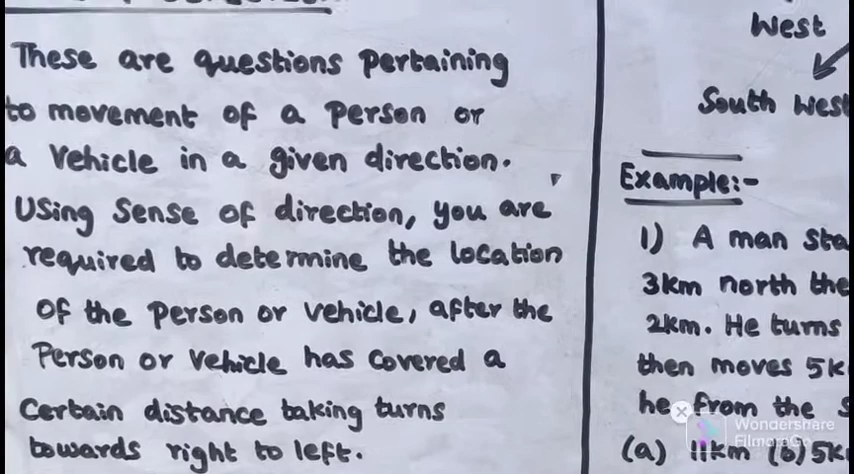 These are questions pertaining
to movement of a person or
a vehicle in a given direction.
Using Sense of direction, you are
required to determine the location
of the person or vehicle, after the
Person or vehicle has covered a
Certain distance taking turns
towards right to left.
West
South West
Example:-
1) A man
3km north
2km. He turns
then moves
he from the
(a) 11km (b)
Wondershare
FilmoraGo